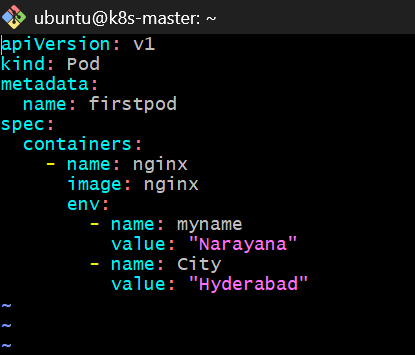 ubuntu@k8s-master: ~
apiVersion: v1
kind: Pod
metadata:
  name: firstpod
spec:
  containers:
    - name: nginx
      image: nginx
      env:
        - name: myname
          value: "Narayana"
        - name: City
          value: "Hyderabad"
~
~
~